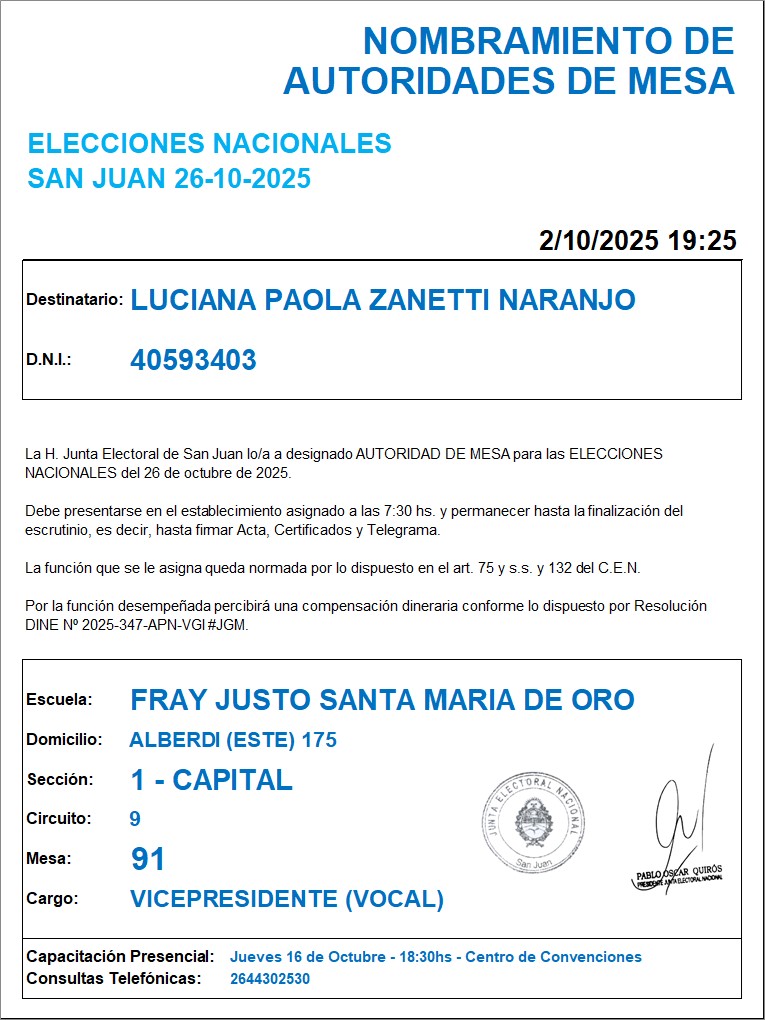 NOMBRAMIENTO DE
AUTORIDADES DE MESA
ELECCIONES NACIONALES
SAN JUAN 26-10-2025
2/10/2025 19:25
Destinatario: LUCIANA PAOLA ZANETTI NARANJO
D.N.I.: 40593403
La H. Junta Electoral de San Juan lo/a a designado AUTORIDAD DE MESA para las ELECCIONES
NACIONALES del 26 de octubre de 2025.
Debe presentarse en el establecimiento asignado a las 7:30 hs. y permanecer hasta la finalización del
escrutinio, es decir, hasta firmar Acta, Certificados y Telegrama.
La función que se le asigna queda normada por lo dispuesto en el art. 75 y s.s. y 132 del C.E.N.
Por la función desempeñada percibirá una compensación dineraria conforme lo dispuesto por Resolución
DINE Nº 2025-347-APN-VGI#JGM.
Escuela: FRAY JUSTO SANTA MARIA DE ORO
Domicilio: ALBERDI (ESTE) 175
Sección: 1 - CAPITAL
Circuito: 9
Mesa: 91
Cargo: VICEPRESIDENTE (VOCAL)
JUNTA ELECTORAL NACIONAL
San Juan
PABLO OSCAR QUIRÓS
PRESIDENTE JUNTA ELECTORAL NACIONAL
Capacitación Presencial: Jueves 16 de Octubre - 18:30hs - Centro de Convenciones
Consultas Telefónicas: 2644302530